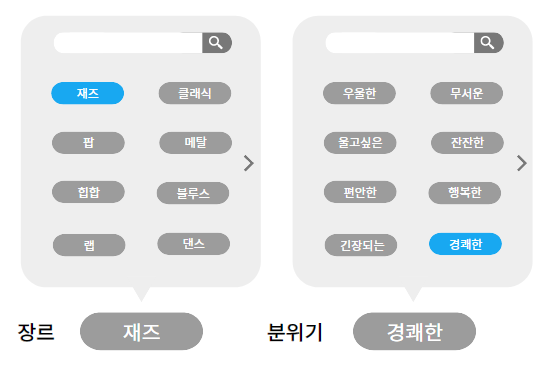 재즈 클래식
팝 메탈
힙합 블루스
랩 댄스
장르 재즈
우울한 무서운
울고싶은 잔잔한
편안한 행복한
긴장되는 경쾌한
분위기 경쾌한